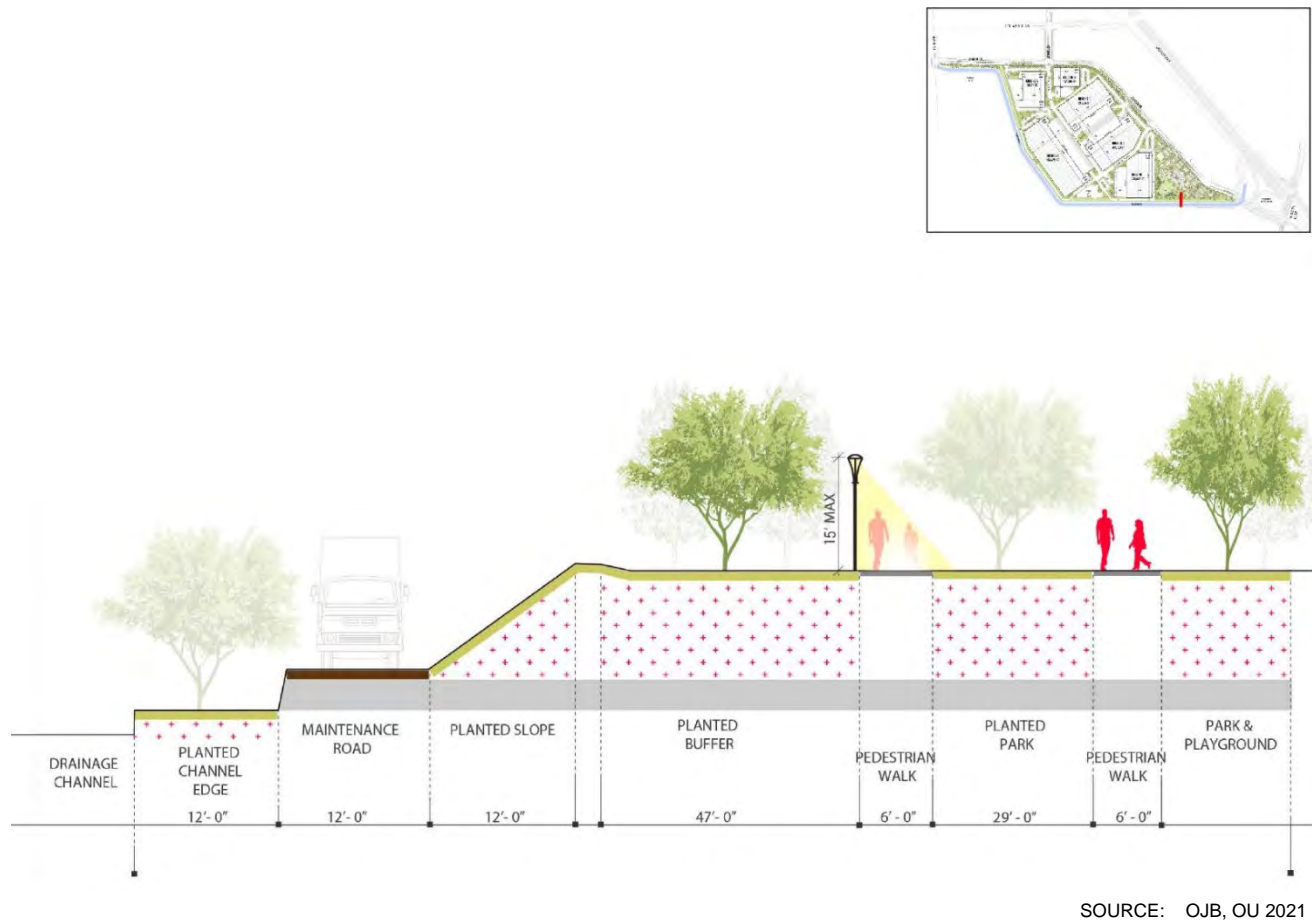 15' MAX
DRAINAGE
CHANNEL
PLANTED
CHANNEL
EDGE
MAINTENANCE
ROAD
PLANTED SLOPE
PLANTED
BUFFER
PEDESTRIAN
WALK
PLANTED
PARK
PEDESTRIAN
WALK
PARK &
PLAYGROUND
12'- 0"
12'- 0"
12'- 0"
47'- 0"
6' - 0"
29' - 0"
6' - 0"
SOURCE: OJB, OU 2021